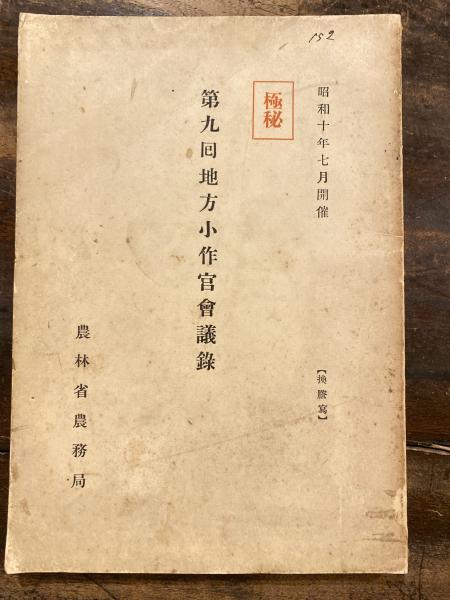 152
昭和十年七月開催
極秘
第九回地方小作官會議錄
【換謄寫】
農林省農務局